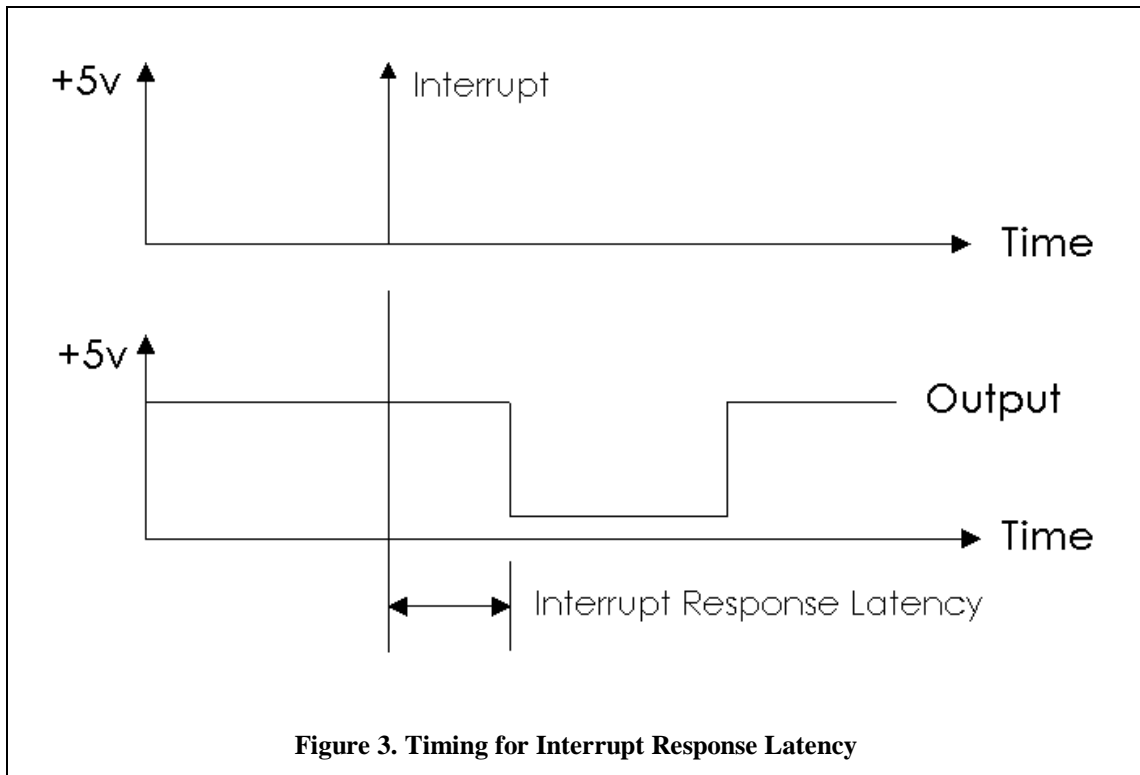 +5v
Interrupt
Time
+5v
Output
Time
Interrupt Response Latency
Figure 3. Timing for Interrupt Response Latency